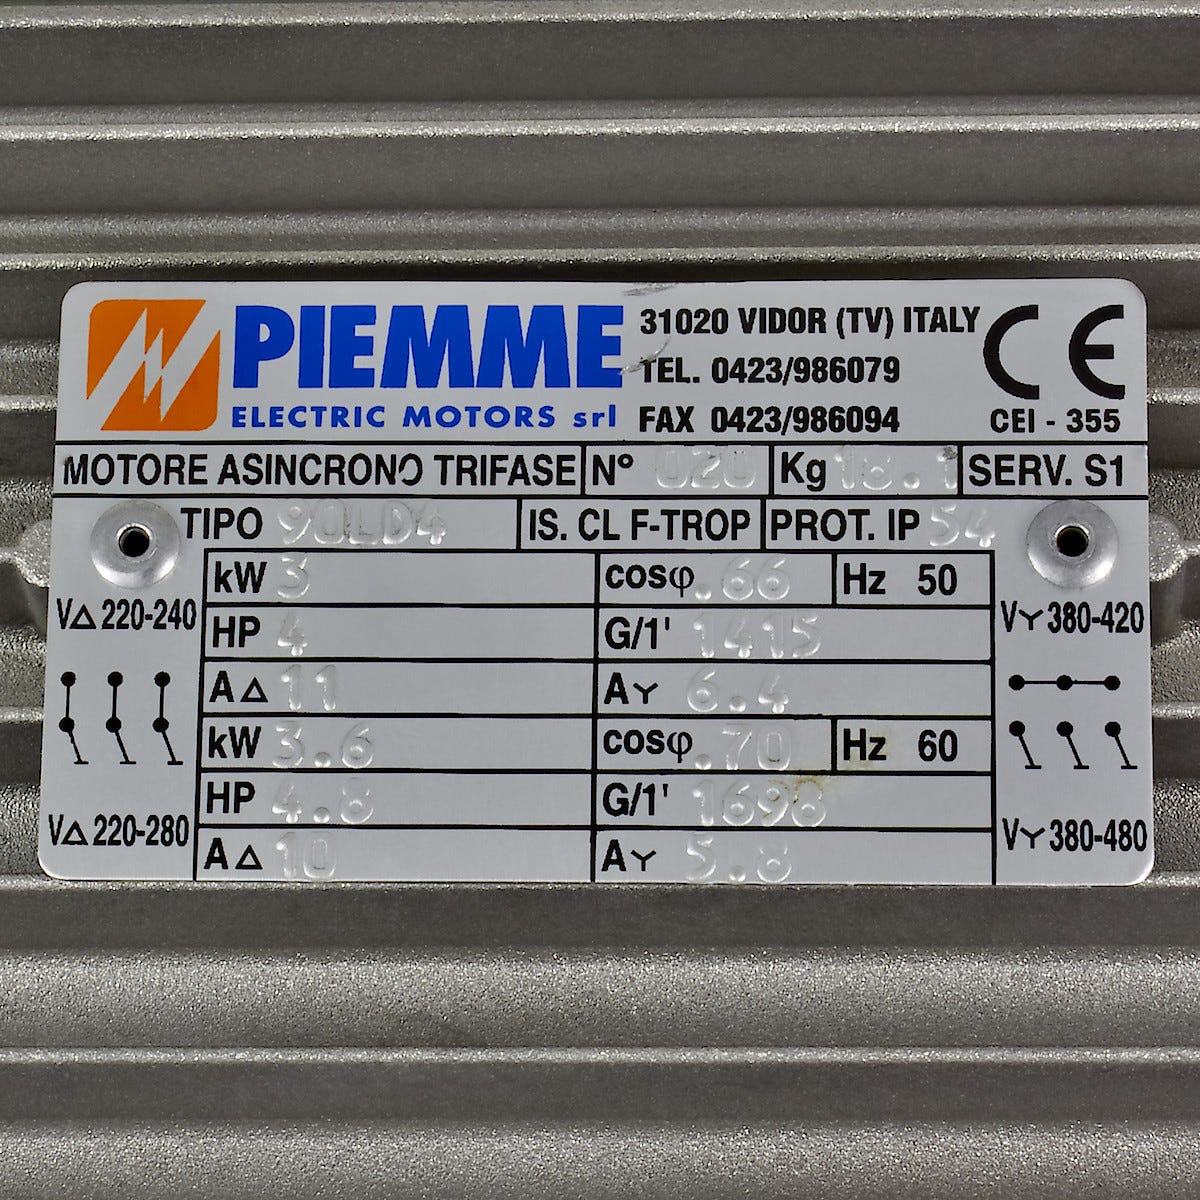 PIEMME
ELECTRIC MOTORS srl
31020 VIDOR (TV) ITALY
TEL. 0423/986079
FAX 0423/986094
CE
CEI - 355
MOTORE ASINCRONO TRIFASE N° 020 Kg 18.1 SERV. S1
TIPO 90LD4 IS. CL F-TROP PROT. IP 54
kW 3 cosφ .66 Hz 50
V△ 220-240
HP 4 G/1' 1415
VY 380-420
A△ 11 AY 6.4
kW 3.6 cosφ .70 Hz 60
HP 4.8 G/1' 1698
V△ 220-280
A△ 10 AY 5.8
VY 380-480